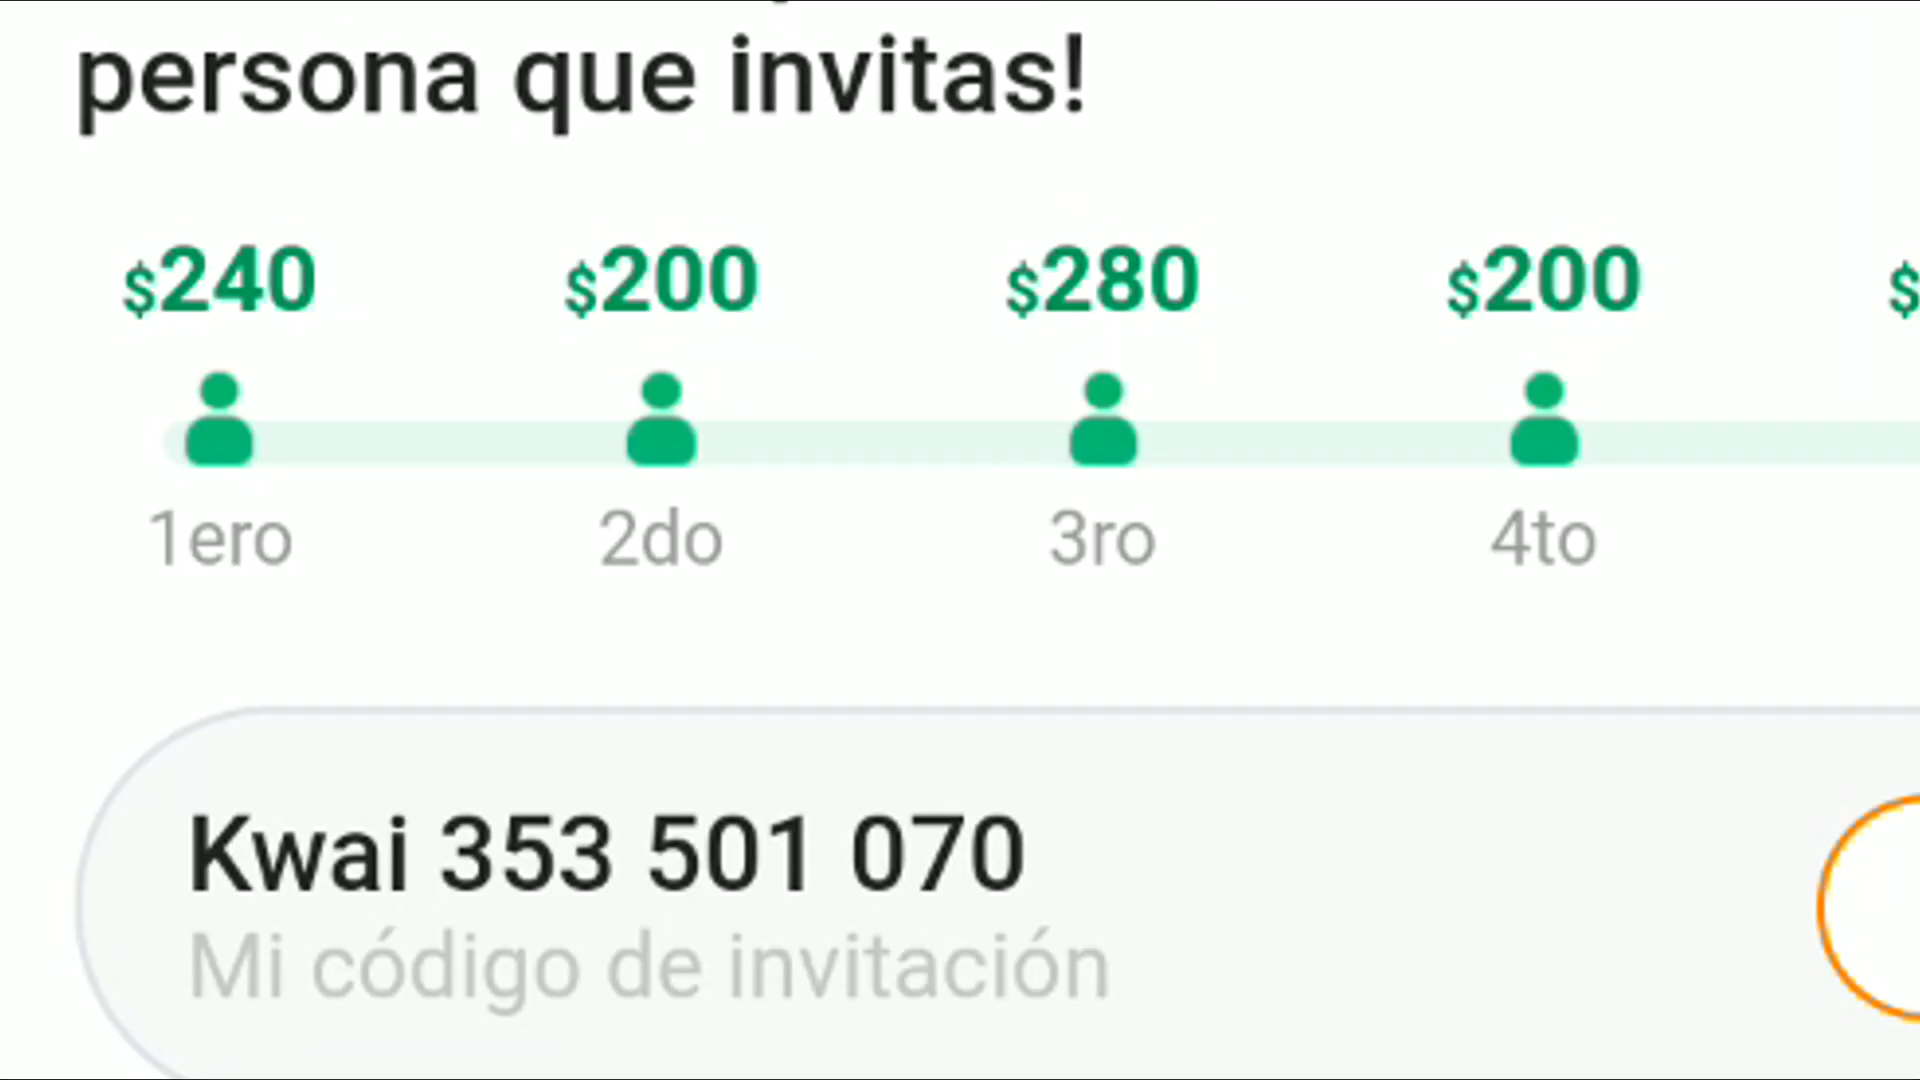 persona que invitas!
$240 $200 $280 $200 $
1ero 2do 3ro 4to
Kwai 353 501 070
Mi código de invitación